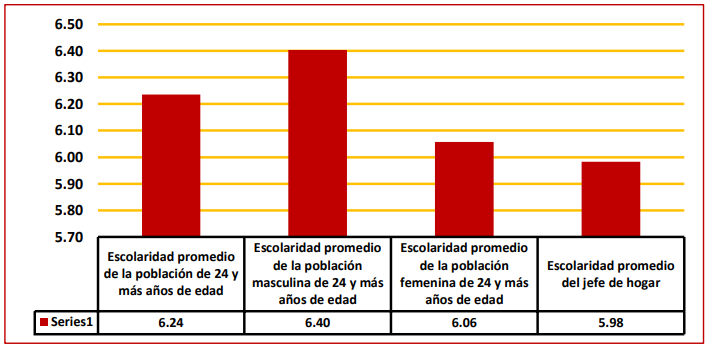 6.50
6.40
6.30
6.20
6.10
6.00
5.90
5.80
5.70
Escolaridad promedio
de la población de 24 y
más años de edad
Escolaridad promedio
de la población
masculina de 24 y más
años de edad
Escolaridad promedio
de la población
femenina de 24 y más
años de edad
Escolaridad promedio
del jefe de hogar
Series1 6.24 6.40 6.06 5.98